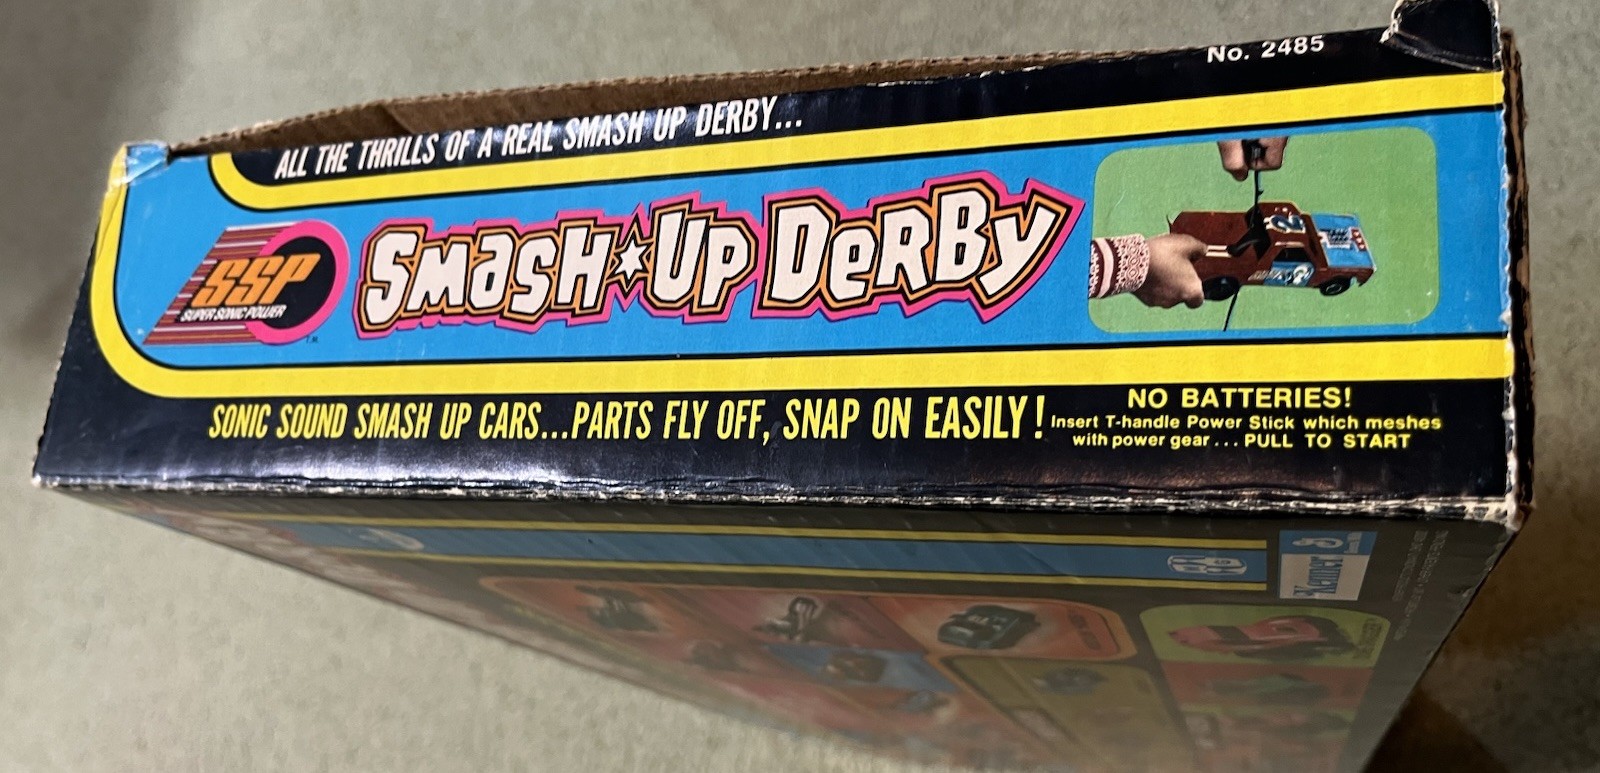 No. 2485
ALL THE THRILLS OF A REAL SMASH UP DERBY...
SSP
SUPER SONIC POWER
T.M.
SMASH★UP DERBY
SONIC SOUND SMASH UP CARS...PARTS FLY OFF, SNAP ON EASILY!
NO BATTERIES!
Insert T-handle Power Stick which meshes
with power gear . . . PULL TO START
Kenner